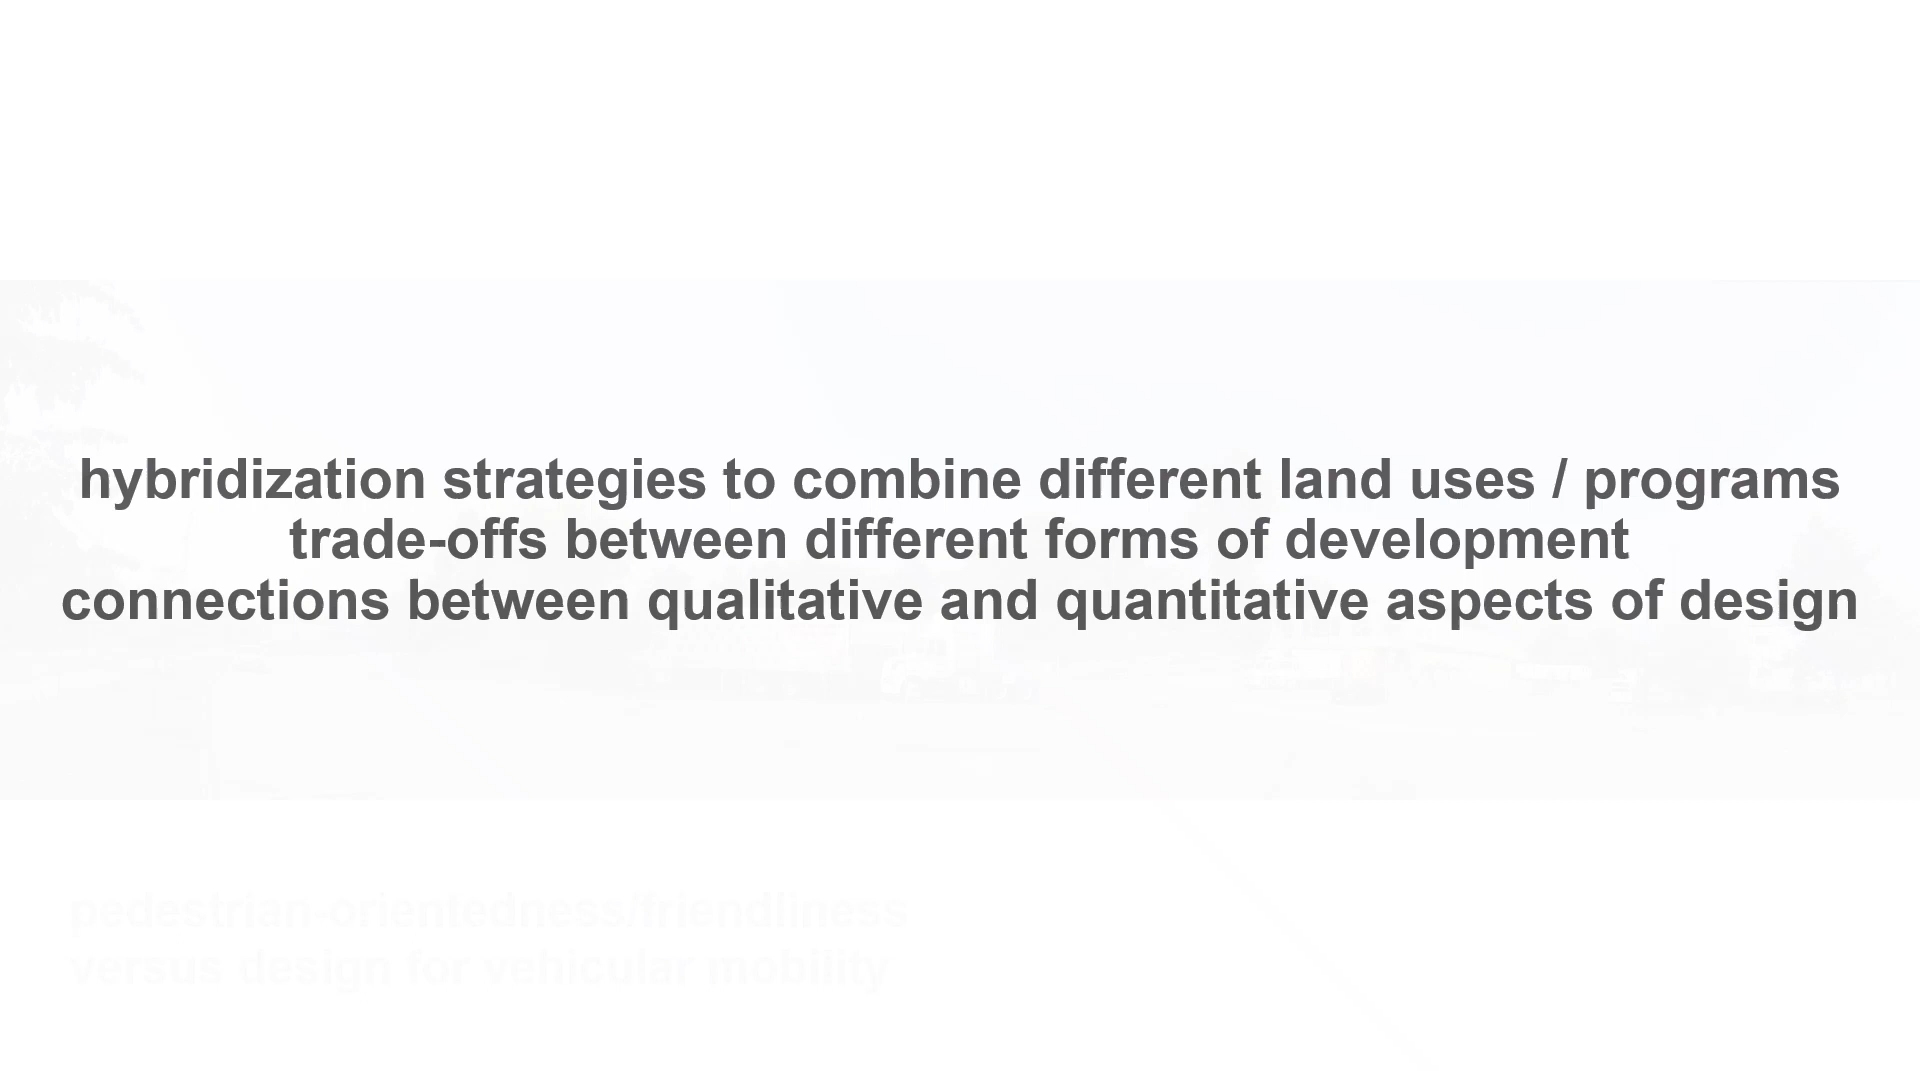 hybridization strategies to combine different land uses / programs
trade-offs between different forms of development
connections between qualitative and quantitative aspects of design
pedestrian-orientedness/friendliness
versus design for vehicular mobility